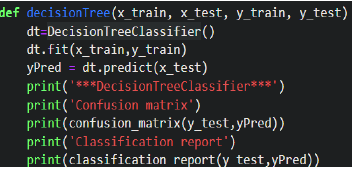 def decisionTree(x_train, x_test, y_train, y_test)
dt=DecisionTreeClassifier()
dt.fit(x_train,y_train)
yPred = dt.predict(x_test)
print('***DecisionTreeClassifier***')
print('Confusion matrix')
print(confusion_matrix(y_test,yPred))
print('Classification report')
print(classification_report(y_test,yPred))